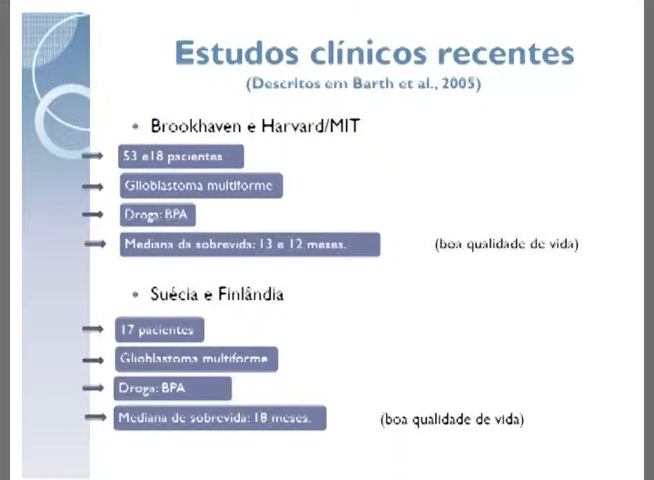 Estudos clínicos recentes
(Descritos em Barth et al., 2005)
• Brookhaven e Harvard/MIT
53 e18 pacientes
Glioblastoma multiforme
Droga: BPA
Mediana da sobrevida: 13 e 12 meses.
(boa qualidade de vida)
• Suécia e Finlândia
17 pacientes
Glioblastoma multiforme
Droga: BPA
Mediana de sobrevida: 18 meses.
(boa qualidade de vida)